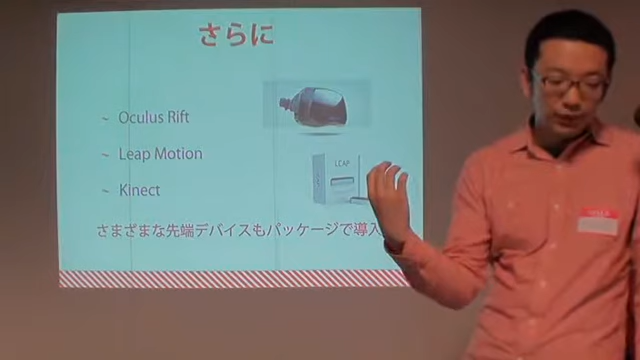 さらに
~ Oculus Rift
~ Leap Motion
~ Kinect
LEAP
さまざまな先端デバイスもパッケージで導入